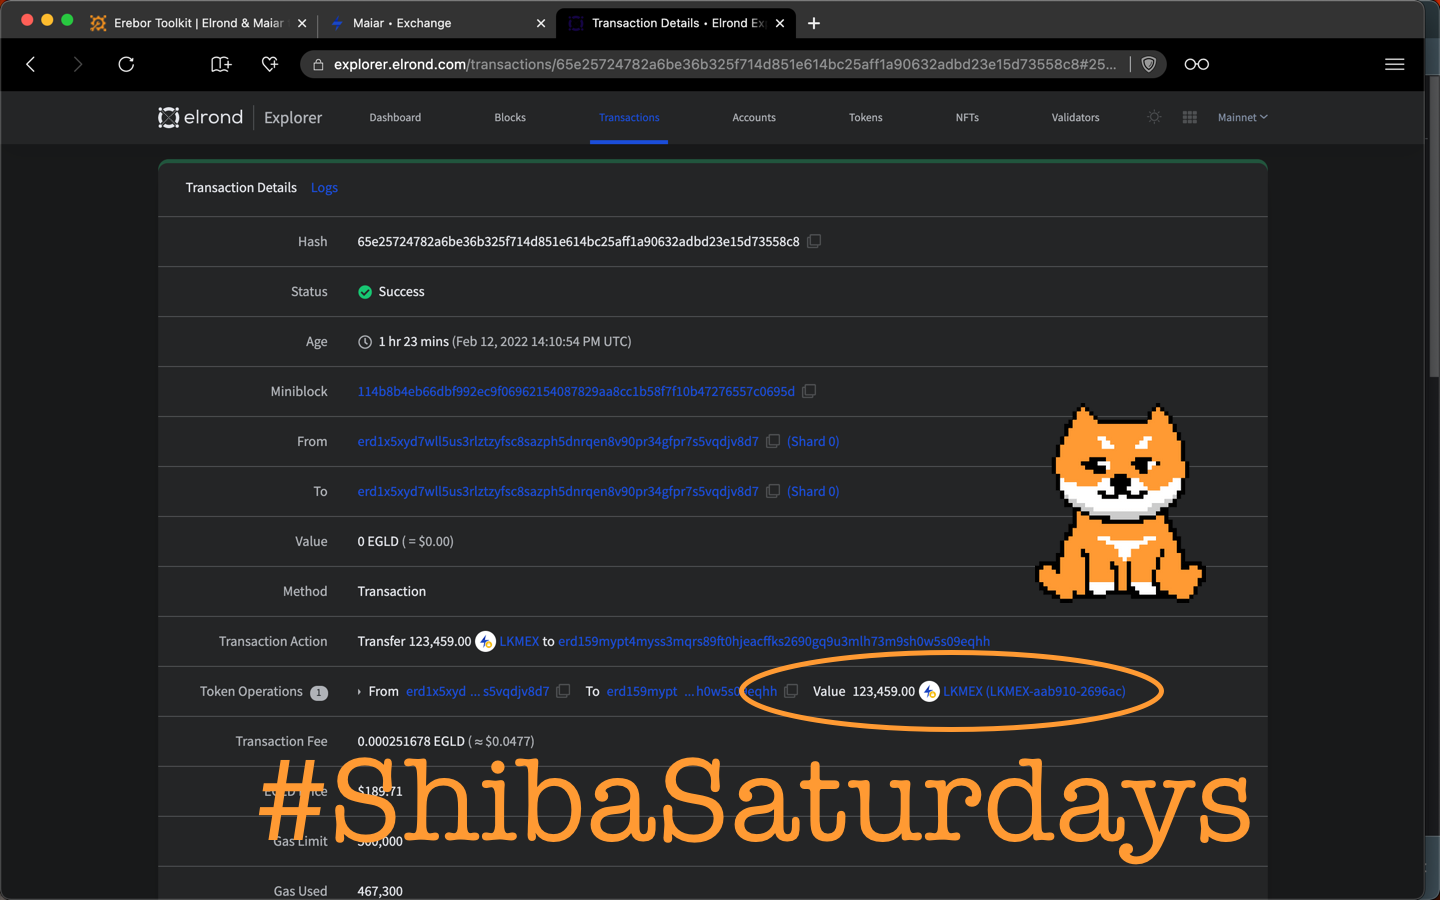 Erebor Toolkit | Elrond & Maiar
Maiar • Exchange
Transaction Details • Elrond Ex
explorer.elrond.com/transactions/65e25724782a6be36b325f714d851e614bc25aff1a90632adbd23e15d73558c8#25...
elrond Explorer Dashboard Blocks Transactions Accounts Tokens NFTs Validators Mainnet
Transaction Details Logs
Hash 65e25724782a6be36b325f714d851e614bc25aff1a90632adbd23e15d73558c8
Status Success
Age 1 hr 23 mins (Feb 12, 2022 14:10:54 PM UTC)
Miniblock 114b8b4eb66dbf992ec9f06962154087829aa8cc1b58f7f10b47276557c0695d
From erd1x5xyd7wll5us3rlztzyfsc8sazph5dnrqen8v90pr34gfpr7s5vqdjv8d7 (Shard 0)
To erd1x5xyd7wll5us3rlztzyfsc8sazph5dnrqen8v90pr34gfpr7s5vqdjv8d7 (Shard 0)
Value 0 EGLD ( = $0.00)
Method Transaction
Transaction Action Transfer 123,459.00 LKMEX to erd159mypt4myss3mqrs89ft0hjeacffks2690gq9u3mlh73m9sh0w5s09eqhh
Token Operations 1 From erd1x5xyd ... s5vqdjv8d7 To erd159mypt ...h0w5s09eqhh Value 123,459.00 LKMEX (LKMEX-aab910-2696ac)
Transaction Fee 0.000251678 EGLD ( ≈ $0.0477)
EGLD Price $189.71
#ShibaSaturdays
Gas Limit 500,000
Gas Used 467,300